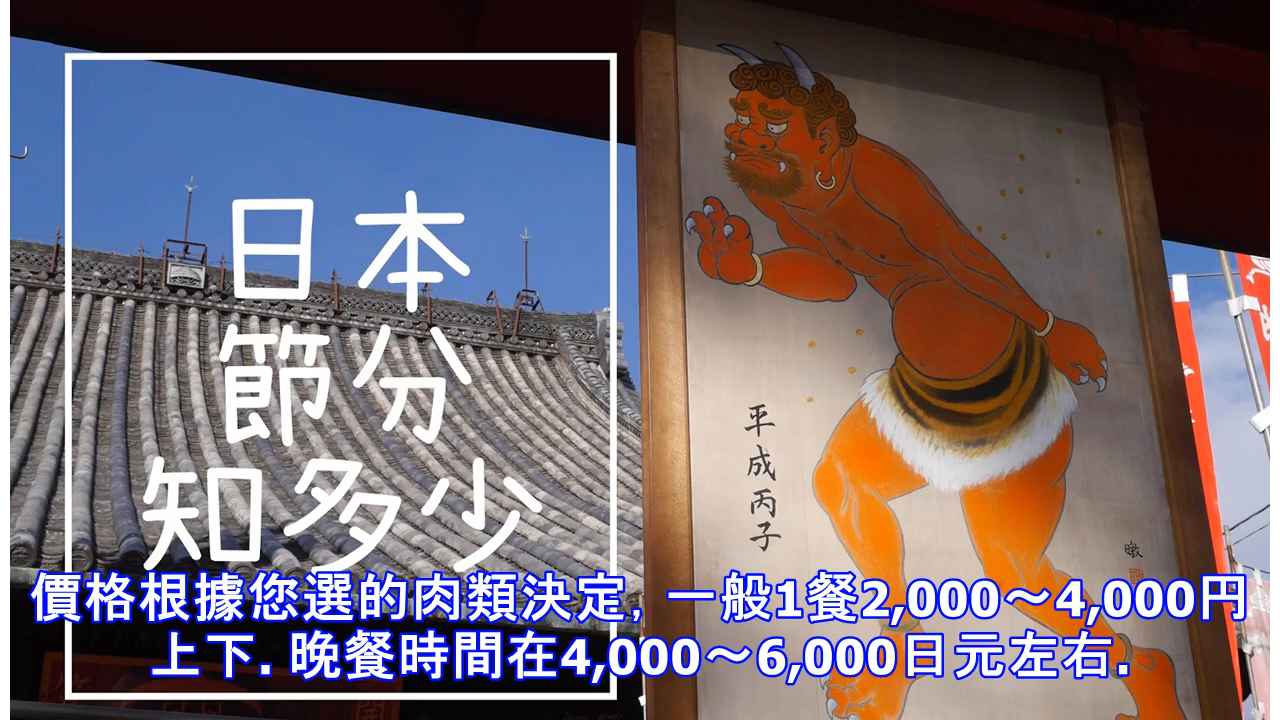 日本
節分
知多少
平成丙子
價格根據您選的肉類決定, 一般1餐2,000～4,000円
上下. 晚餐時間在4,000～6,000日元左右.